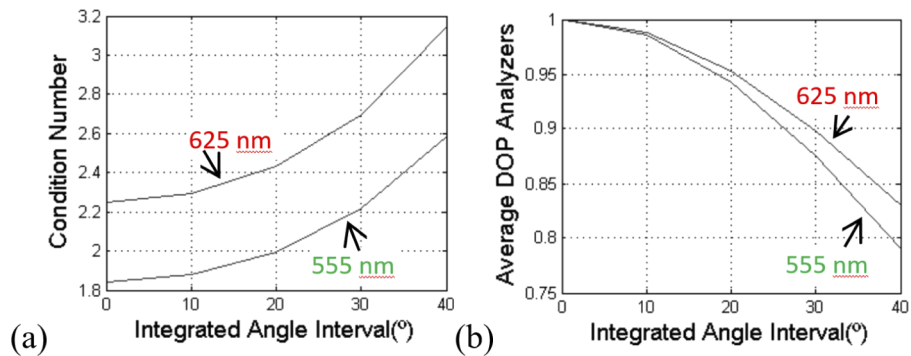 3.2
3
2.8
2.6
2.4
2.2
2
1.8
0 10 20 30 40
Condition Number
Integrated Angle Interval(º)
625 nm
555 nm
(a)
1
0.95
0.9
0.85
0.8
0.75
0 10 20 30 40
Average DOP Analyzers
Integrated Angle Interval(º)
625 nm
555 nm
(b)